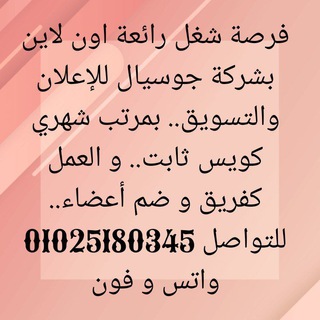 فرصة شغل رائعة اون لاين
بشركة جوسيال للإعلان
والتسويق.. بمرتب شهري
كويس ثابت.. و العمل
كفريق و ضم أعضاء..
للتواصل 01025180345
واتس و فون